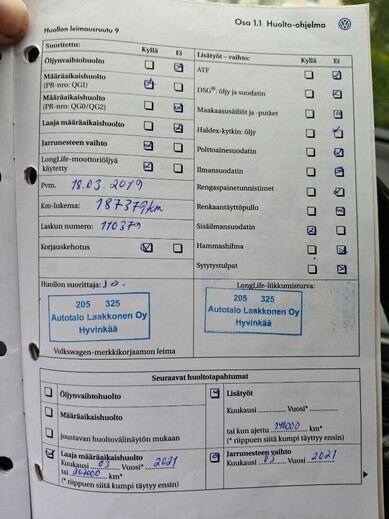 Osa 1.1 Huolto-ohjelma
Huollon leimausruutu 9
Suoritettu: Kyllä Ei
Öljynvaihtohuolto
Määräaikaishuolto
(PR-nro: QG1)
Määräaikaishuolto
(PR-nro: QG0/QG2)
Laaja määräaikaishuolto
Jarrunesteen vaihto
LongLife-moottoriöljyä
käytetty
Pvm. 18.03.2019
Km-lukema: 187379km
Laskun numero: 110379
Korjauskehotus
Lisätyöt – vaihto: Kyllä Ei
ATF
DSG®: öljy ja suodatin
Maakaasusäiliöt ja -putket
Haldex-kytkin: öljy
Polttoainesuodatin
Ilmansuodatin
Rengaspainetunnistimet
Renkaantäyttöpullo
Sisäilmansuodatin
Hammashihna
Sytytystulpat
Huollon suorittaja:
205 325
Autotalo Laakkonen Oy
Hyvinkää
Volkswagen-merkkikorjaamon leima
LongLife-liikkumisturva:
205 325
Autotalo Laakkonen Oy
Hyvinkää
Seuraavat huoltotapahtumat
Öljynvaihtohuolto
Määräaikaishuolto
joustavan huoltovälinäytön mukaan
Laaja määräaikaishuolto
Kuukausi 03 Vuosi* 2021
tai km*
(* riippuen siitä kumpi täytyy ensin)
Lisätyöt
Kuukausi Vuosi*
tai kun ajettu km*
(* riippuen siitä kumpi täytyy ensin)
Jarrunesteen vaihto
Kuukausi 03 Vuosi 2021